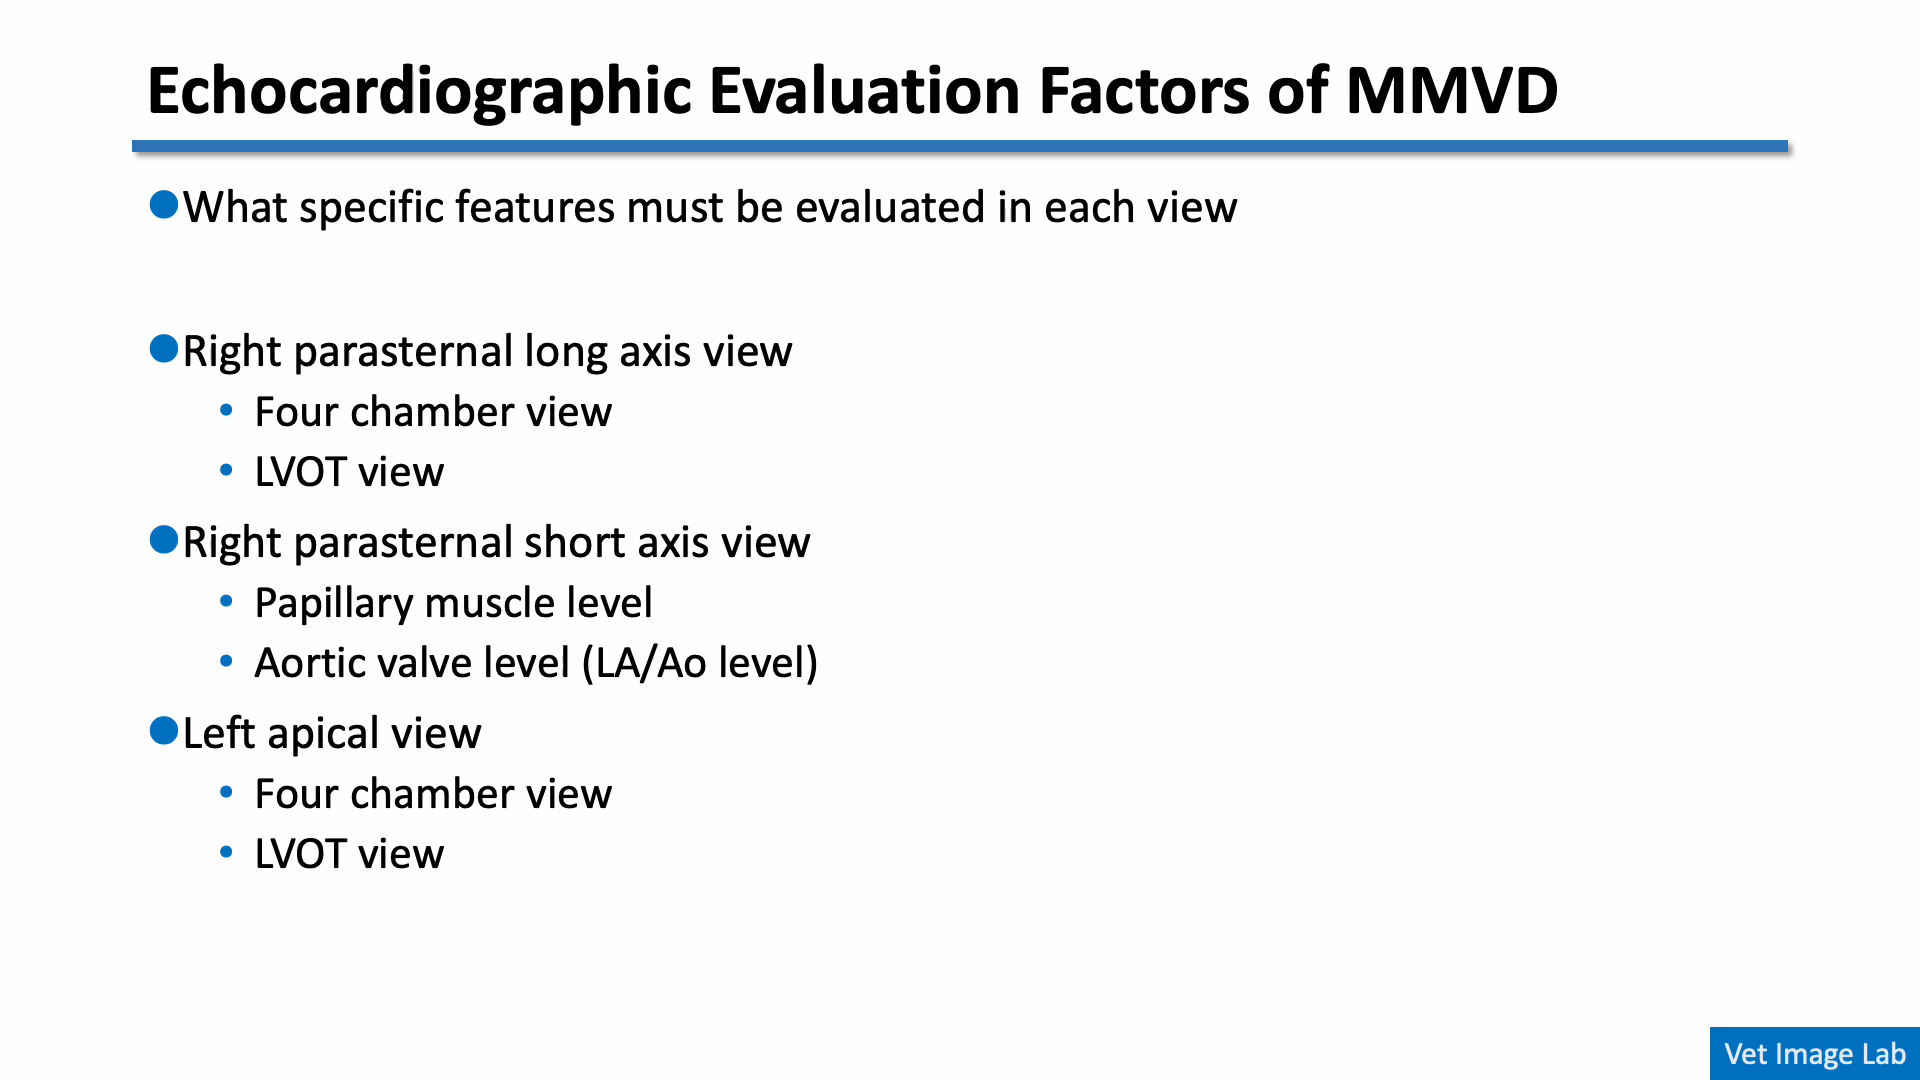 Echocardiographic Evaluation Factors of MMVD
●What specific features must be evaluated in each view
●Right parasternal long axis view
• Four chamber view
• LVOT view
●Right parasternal short axis view
• Papillary muscle level
• Aortic valve level (LA/Ao level)
●Left apical view
• Four chamber view
• LVOT view
Vet Image Lab